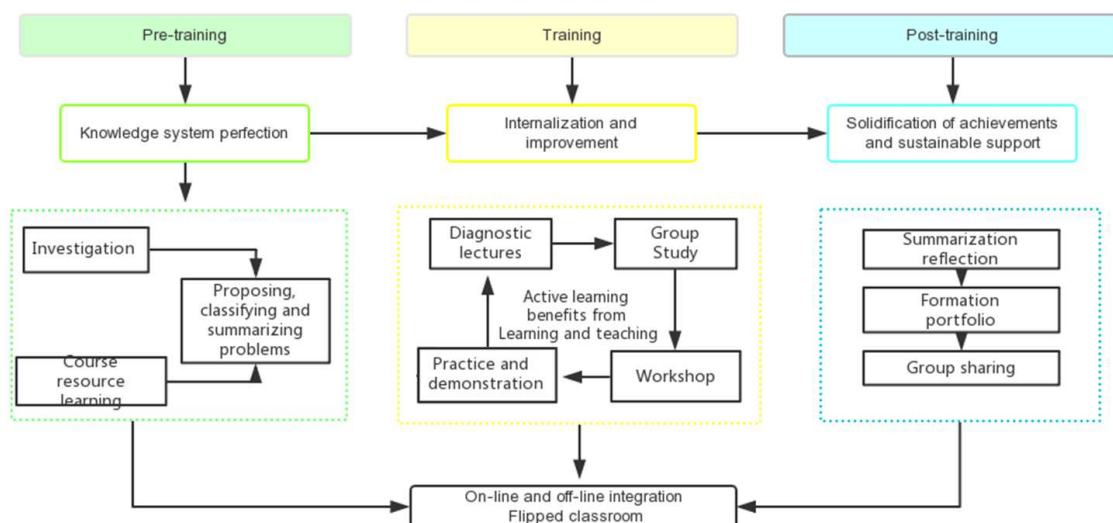 Pre-training
Training
Post-training
Knowledge system perfection
Internalization and
improvement
Solidification of achievements
and sustainable support
Investigation
Proposing,
classifying and
summarizing
problems
Course
resource
learning
Diagnostic
lectures
Group
Study
Active learning
benefits from
Learning and teaching
Practice and
demonstration
Workshop
Summarization
reflection
Formation
portfolio
Group sharing
On-line and off-line integration
Flipped classroom